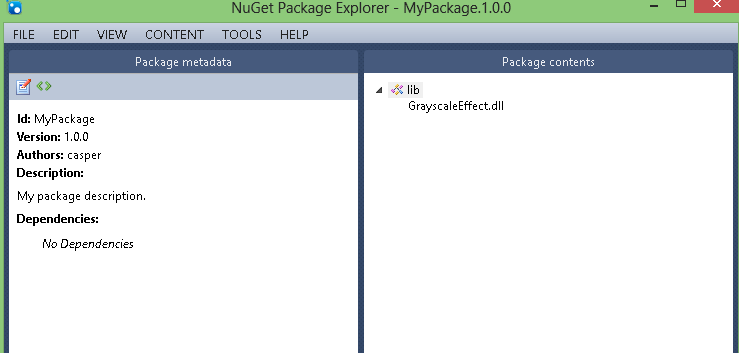 NuGet Package Explorer - MyPackage.1.0.0
FILE EDIT VIEW CONTENT TOOLS HELP
Package metadata
Id: MyPackage
Version: 1.0.0
Authors: casper
Description:
My package description.
Dependencies:
No Dependencies
Package contents
lib
GrayscaleEffect.dll